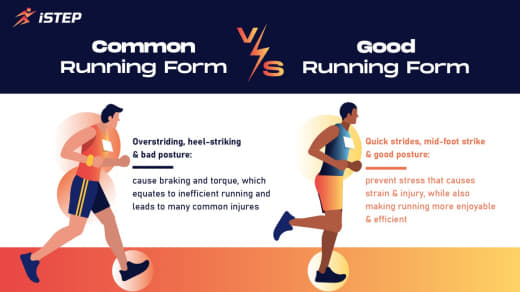 iSTEP
Common
Running Form
VS
Good
Running Form
Overstriding, heel-striking
& bad posture:
cause braking and torque, which
equates to inefficient running and
leads to many common injures
Quick strides, mid-foot strike
& good posture:
prevent stress that causes
strain & injury, while also
making running more enjoyable
& efficient